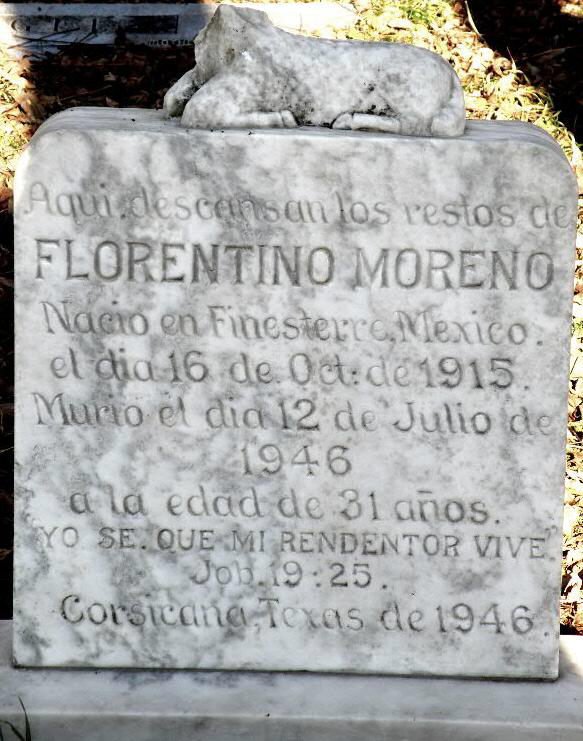 Aqui. descansan los restos de
FLORENTINO MORENO
Nacio en Finesterre, Mexico.
el dia 16 de Oct: de 1915.
Murio el dia 12 de Julio de
1946
a la edad de 31 años.
"YO SE. QUE MI RENDENTOR VIVE"
Job. 19:25.
Corsicana, Texas de 1946.